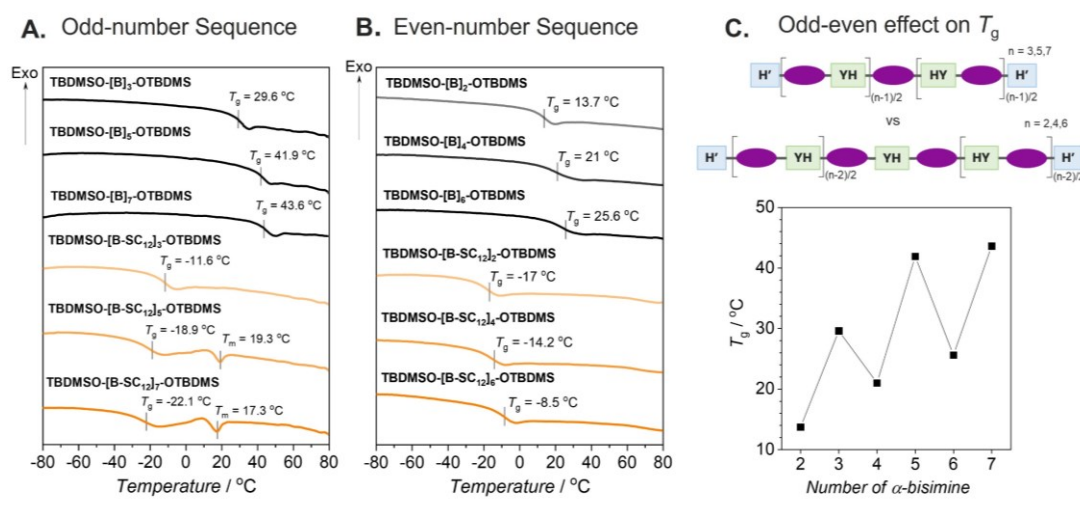 A. Odd-number Sequence
Exo
TBDMSO-[B]₃-OTBDMS
Tg = 29.6 °C
TBDMSO-[B]₅-OTBDMS
Tg = 41.9 °C
TBDMSO-[B]₇-OTBDMS
Tg = 43.6 °C
TBDMSO-[B-SC₁₂]₃-OTBDMS
Tg = -11.6 °C
TBDMSO-[B-SC₁₂]₅-OTBDMS
Tg = -18.9 °C
Tm = 19.3 °C
TBDMSO-[B-SC₁₂]₇-OTBDMS
Tg = -22.1 °C
Tm = 17.3 °C
-80 -60 -40 -20 0 20 40 60 80
Temperature / °C
B. Even-number Sequence
Exo
TBDMSO-[B]₂-OTBDMS
Tg = 13.7 °C
TBDMSO-[B]₄-OTBDMS
Tg = 21 °C
TBDMSO-[B]₆-OTBDMS
Tg = 25.6 °C
TBDMSO-[B-SC₁₂]₂-OTBDMS
Tg = -17 °C
TBDMSO-[B-SC₁₂]₄-OTBDMS
Tg = -14.2 °C
TBDMSO-[B-SC₁₂]₆-OTBDMS
Tg = -8.5 °C
-80 -60 -40 -20 0 20 40 60 80
Temperature / °C
C. Odd-even effect on Tg
n = 3,5,7
H' YH HY H'
(n-1)/2 (n-1)/2
vs
n = 2,4,6
H' YH YH HY H'
(n-2)/2 (n-2)/2
50
40
30
20
10
Tg / °C
2 3 4 5 6 7
Number of α-bisimine